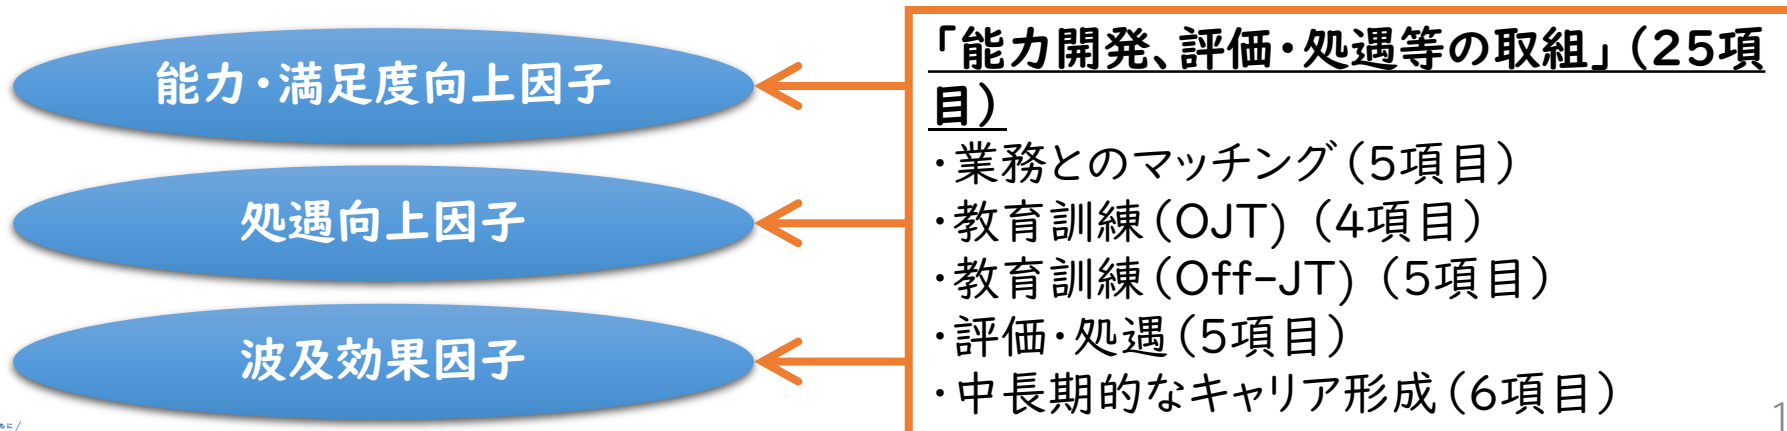 能力・満足度向上因子
処遇向上因子
波及効果因子
「能力開発、評価・処遇等の取組」（25項
目）
・業務とのマッチング（5項目）
・教育訓練（OJT）（4項目）
・教育訓練（Off-JT）（5項目）
・評価・処遇（5項目）
・中長期的なキャリア形成（6項目）
もに/